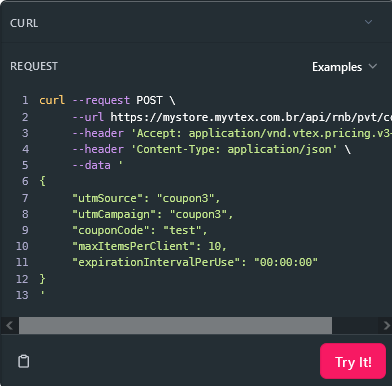 CURL
REQUEST Examples
1 curl --request POST \
2 --url https://mystore.myvtex.com.br/api/rnb/pvt/
3 --header 'Accept: application/vnd.vtex.pricing.v3
4 --header 'Content-Type: application/json' \
5 --data '
6 {
7 "utmSource": "coupon3",
8 "utmCampaign": "coupon3",
9 "couponCode": "test",
10 "maxItemsPerClient": 10,
11 "expirationIntervalPerUse": "00:00:00"
12 }
13 '
Try It!